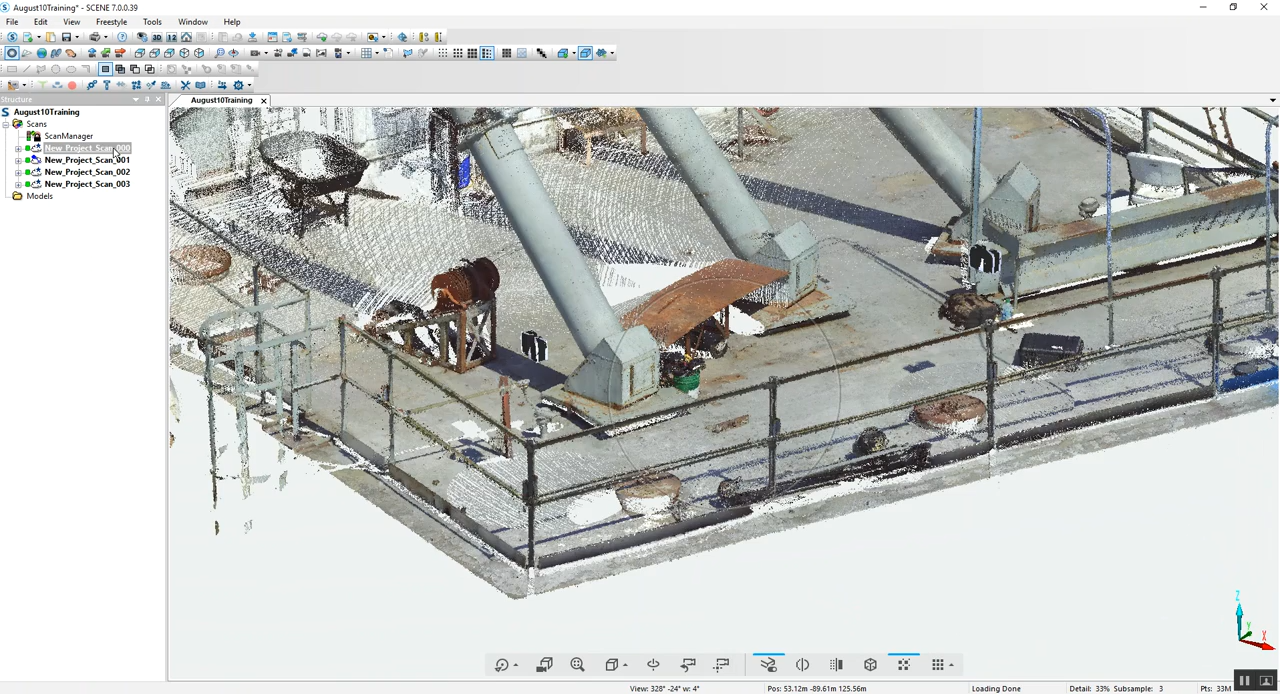 August10Training* - SCENE 7.0.0.39
File Edit View Freestyle Tools Window Help
Structure
August10Training
August10Training
Scans
ScanManager
New_Project_Scan_000
New_Project_Scan_001
New_Project_Scan_002
New_Project_Scan_003
Models
Z
Y
X
View: 328° -24° w: 4°
Pos: 53.12m -89.61m 125.56m
Loading Done
Detail: 33% Subsample: 3
Pts: 33M